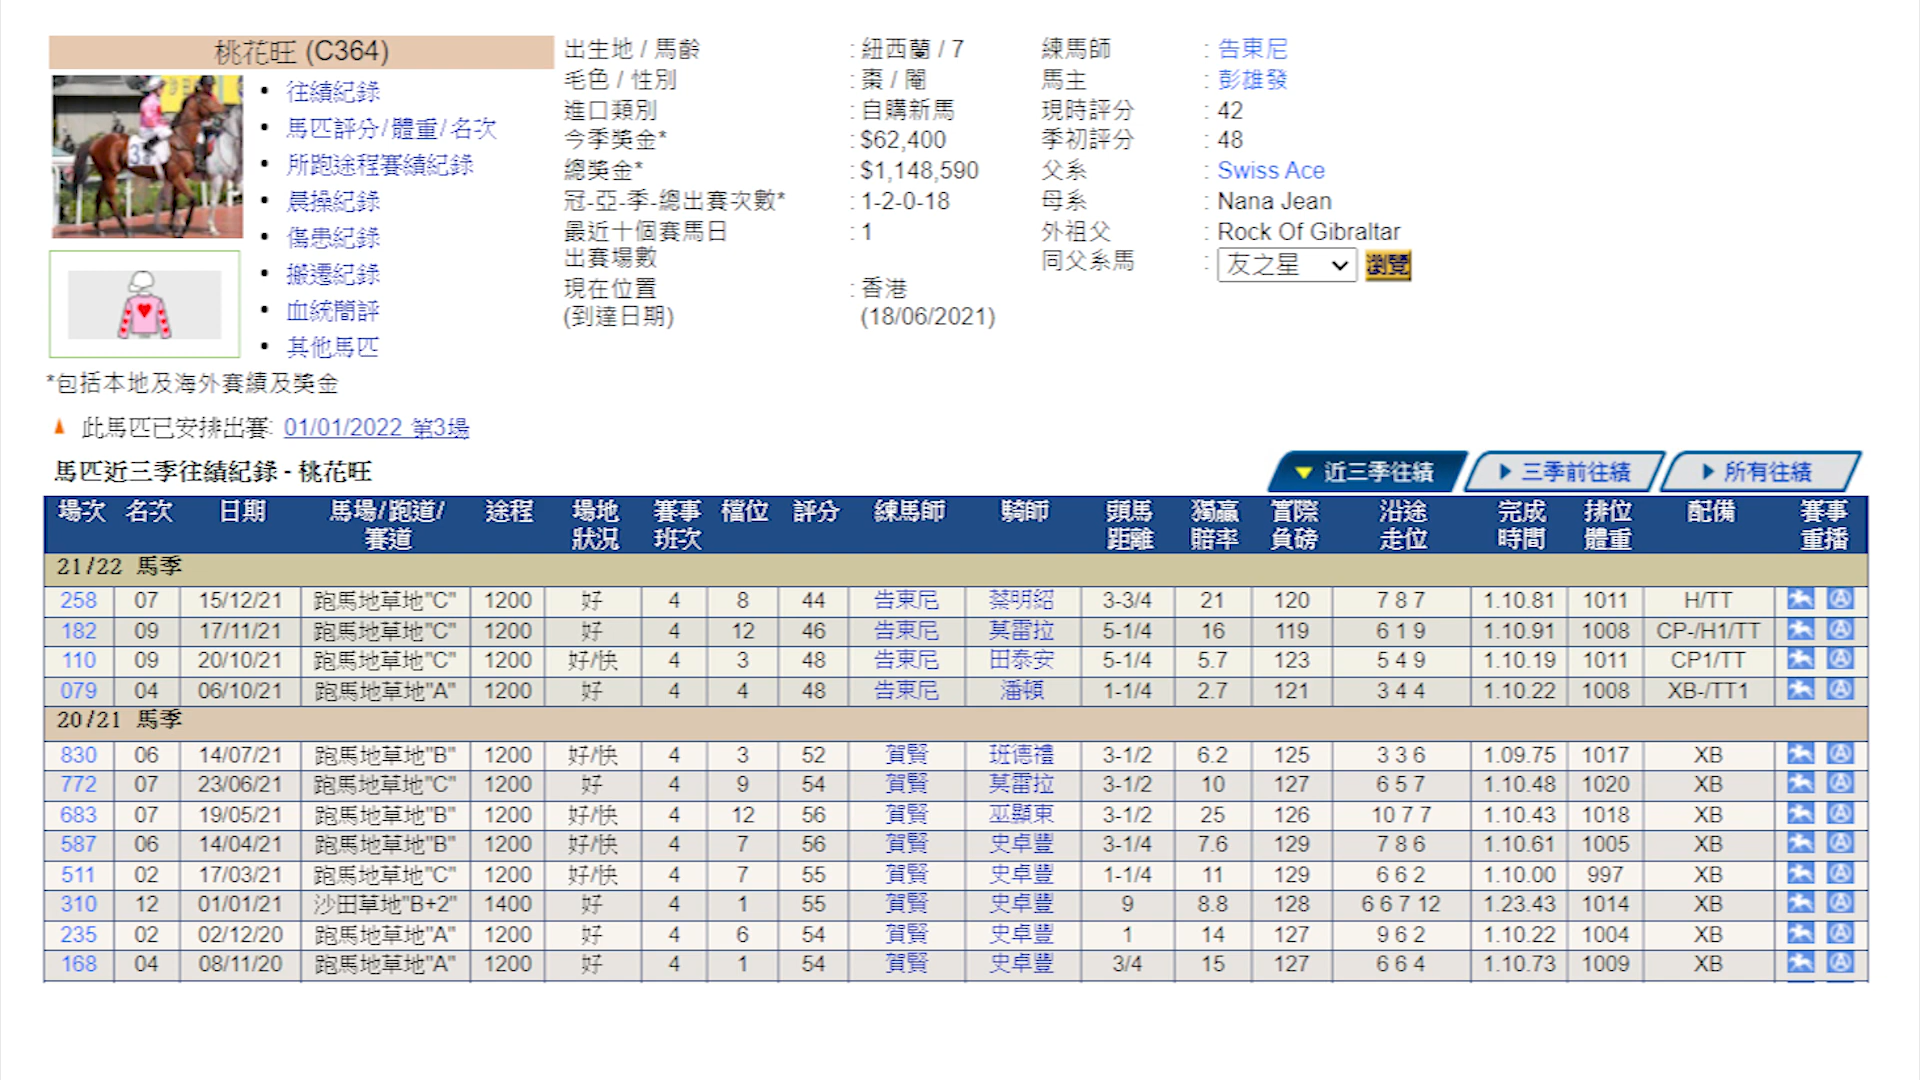 桃花旺 (C364)
往績紀錄
馬匹評分/體重/名次
所跑途程賽績紀錄
晨操紀錄
傷患紀錄
搬遷紀錄
血統簡評
其他馬匹
出生地 / 馬齡 : 紐西蘭 / 7
毛色 / 性別 : 棗 / 閹
進口類別 : 自購新馬
今季獎金* : $62,400
總獎金* : $1,148,590
冠-亞-季-總出賽次數* : 1-2-0-18
最近十個賽馬日 : 1
出賽場數
現在位置 : 香港
(到達日期) (18/06/2021)
練馬師 : 告東尼
馬主 : 彭雄發
現時評分 : 42
季初評分 : 48
父系 : Swiss Ace
母系 : Nana Jean
外祖父 : Rock Of Gibraltar
同父系馬 : 友之星 瀏覽
*包括本地及海外賽績及獎金
此馬匹已安排出賽: 01/01/2022 第3場
馬匹近三季往績紀錄 - 桃花旺
近三季往績 三季前往績 所有往績
場次 名次 日期 馬場/跑道/ 途程 場地 賽事 檔位 評分 練馬師 騎師 頭馬 獨贏 實際 沿途 完成 排位 配備 賽事
賽道 狀況 班次 距離 賠率 負磅 走位 時間 體重 重播
21/22 馬季
258 07 15/12/21 跑馬地草地"C" 1200 好 4 8 44 告東尼 蔡明紹 3-3/4 21 120 7 8 7 1.10.81 1011 H/TT
182 09 17/11/21 跑馬地草地"C" 1200 好 4 12 46 告東尼 莫雷拉 5-1/4 16 119 6 1 9 1.10.91 1008 CP-/H1/TT
110 09 20/10/21 跑馬地草地"C" 1200 好/快 4 3 48 告東尼 田泰安 5-1/4 5.7 123 5 4 9 1.10.19 1011 CP1/TT
079 04 06/10/21 跑馬地草地"A" 1200 好 4 4 48 告東尼 潘頓 1-1/4 2.7 121 3 4 4 1.10.22 1008 XB-/TT1
20/21 馬季
830 06 14/07/21 跑馬地草地"B" 1200 好/快 4 3 52 賀賢 班德禮 3-1/2 6.2 125 3 3 6 1.09.75 1017 XB
772 07 23/06/21 跑馬地草地"C" 1200 好 4 9 54 賀賢 莫雷拉 3-1/2 10 127 6 5 7 1.10.48 1020 XB
683 07 19/05/21 跑馬地草地"B" 1200 好/快 4 12 56 賀賢 巫顯東 3-1/2 25 126 10 7 7 1.10.43 1018 XB
587 06 14/04/21 跑馬地草地"B" 1200 好/快 4 7 56 賀賢 史卓豐 3-1/4 7.6 129 7 8 6 1.10.61 1005 XB
511 02 17/03/21 跑馬地草地"C" 1200 好/快 4 7 55 賀賢 史卓豐 1-1/4 11 129 6 6 2 1.10.00 997 XB
310 12 01/01/21 沙田草地"B+2" 1400 好 4 1 55 賀賢 史卓豐 9 8.8 128 6 6 7 12 1.23.43 1014 XB
235 02 02/12/20 跑馬地草地"A" 1200 好 4 6 54 賀賢 史卓豐 1 14 127 9 6 2 1.10.22 1004 XB
168 04 08/11/20 跑馬地草地"A" 1200 好 4 1 54 賀賢 史卓豐 3/4 15 127 6 6 4 1.10.73 1009 XB